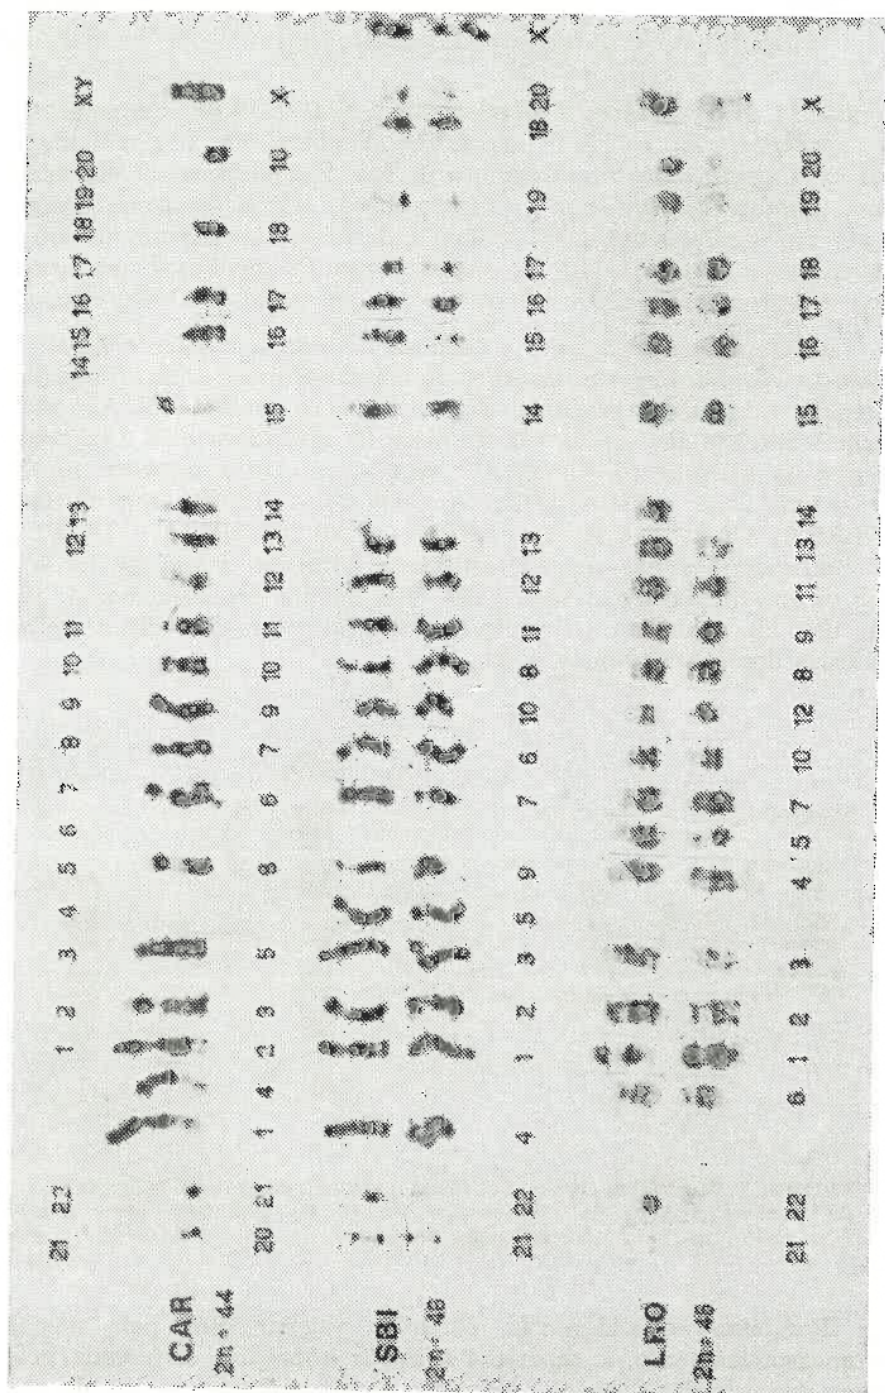 21 22 1 2 3 4 5 6 7 8 9 10 11 12 13 14 15 16 17 18 19 20 XY
CAR
2n = 44
20 21 1 4 2 3 5 8 6 7 9 10 11 12 13 14 15 16 17 18 10 X
SBI
2n = 48
21 22 4 1 2 3 5 9 7 6 10 8 11 12 13 14 15 16 17 19 18 20 X
LRO
2n = 46
21 22 6 1 2 3 4 5 7 10 12 8 9 11 13 14 15 16 17 18 19 20 X